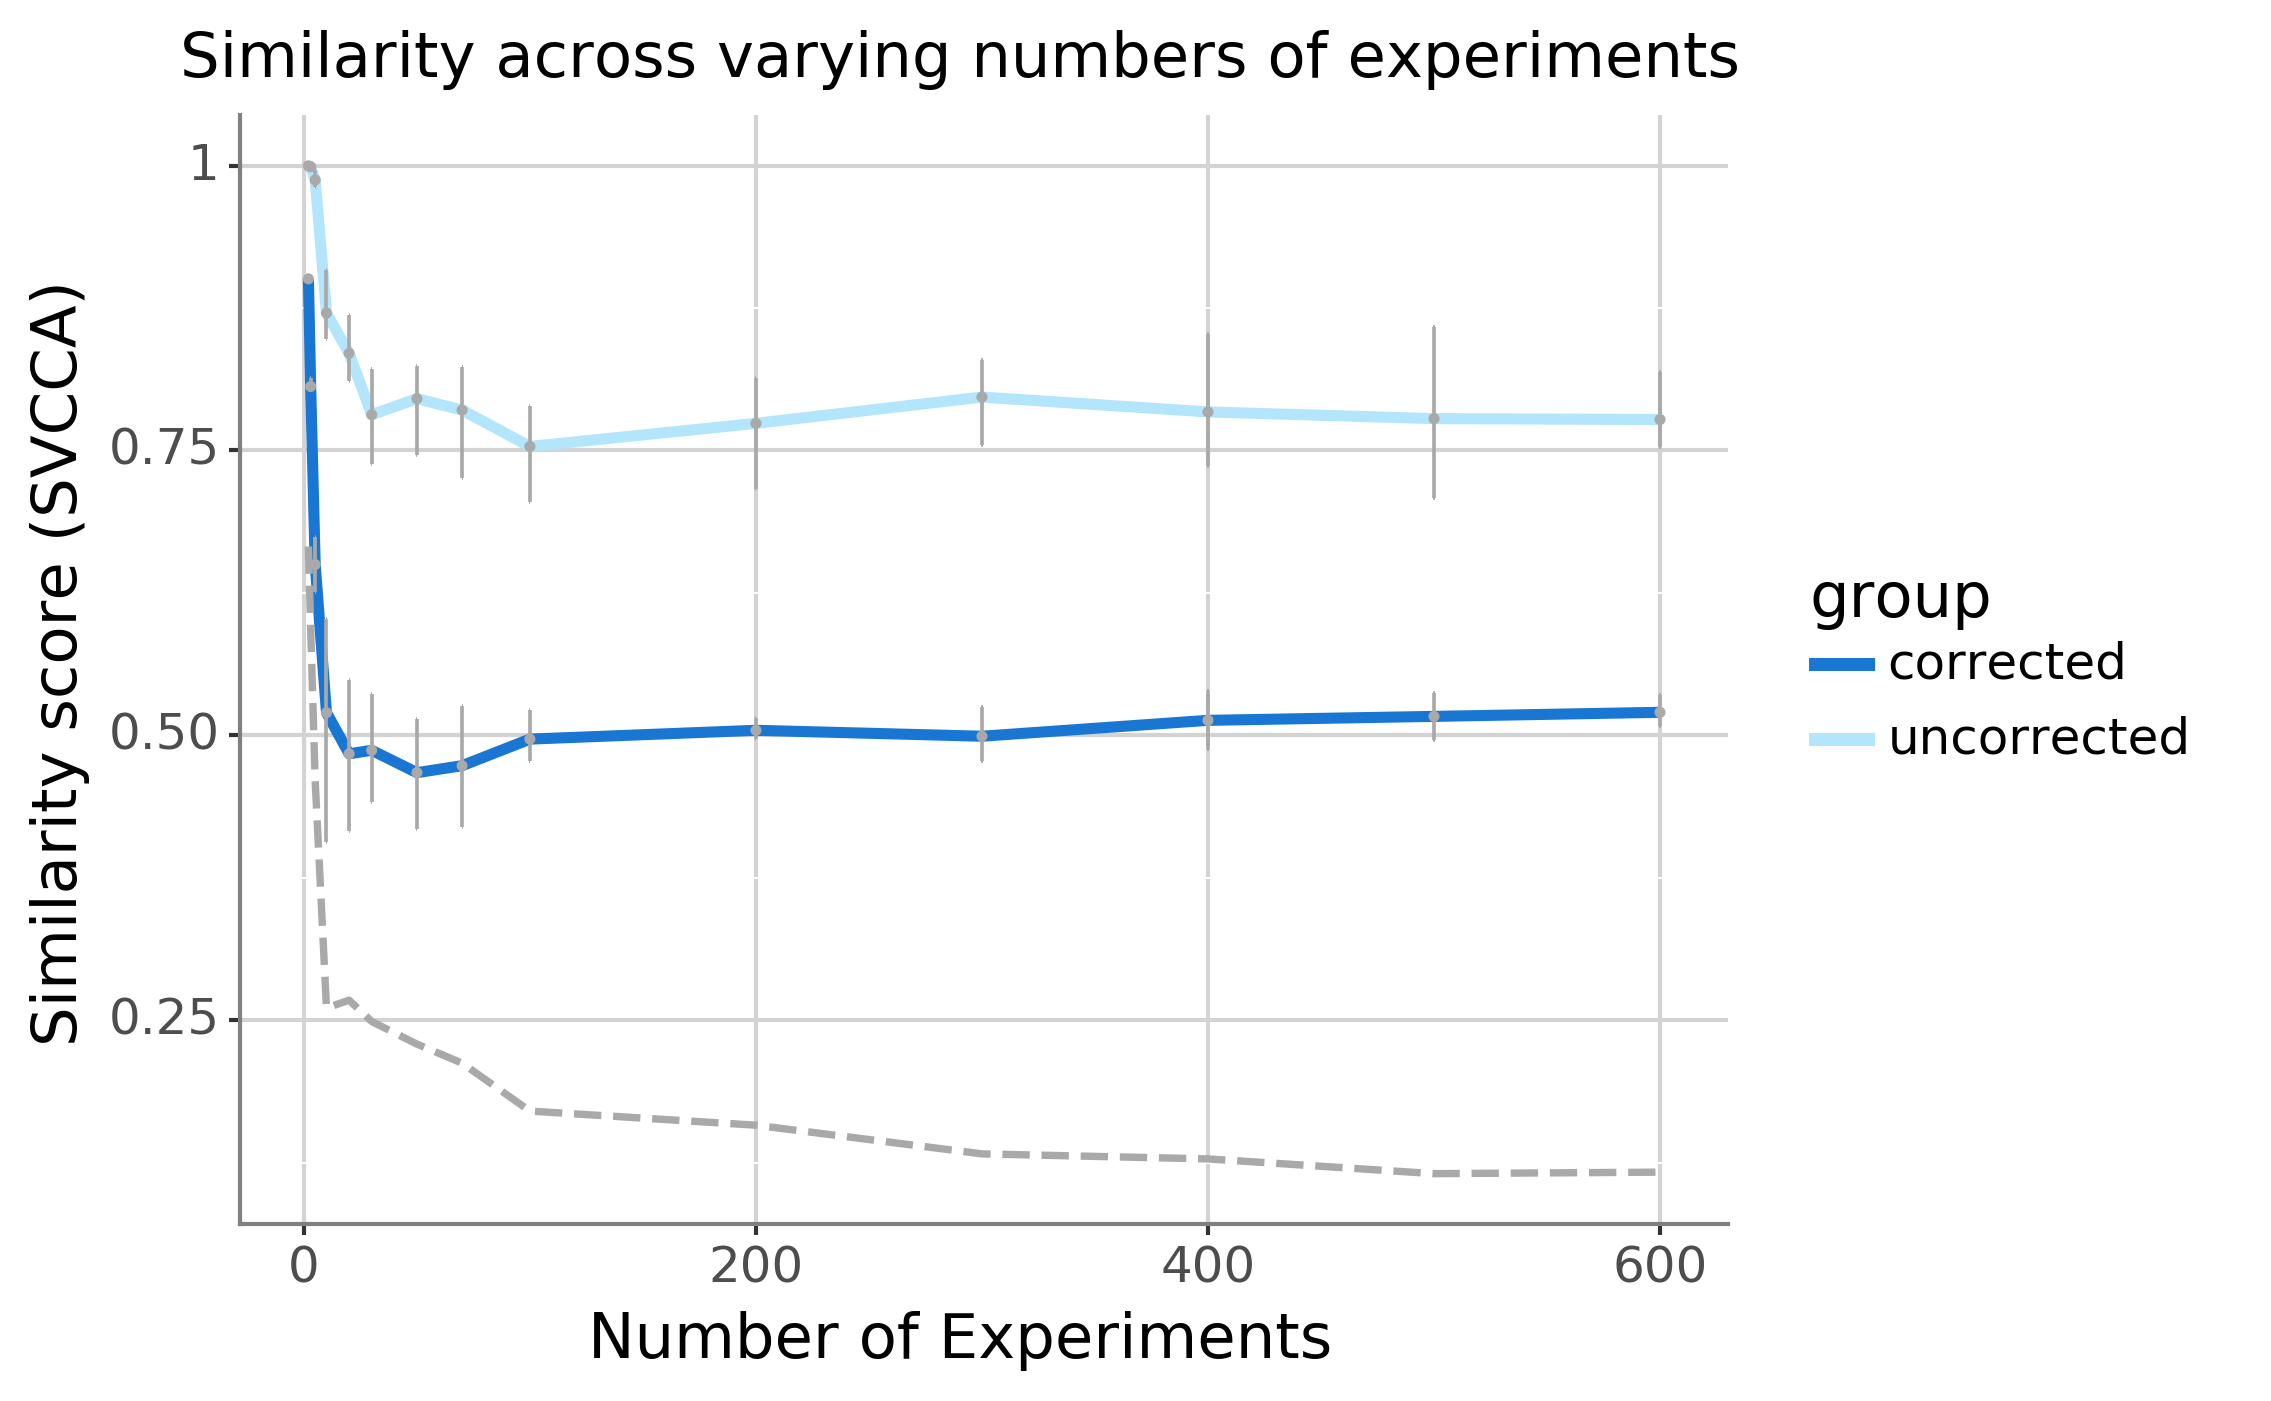 Similarity across varying numbers of experiments
Similarity score (SVCCA)
1
0.75
0.50
0.25
0
200
400
600
Number of Experiments
group
corrected
uncorrected